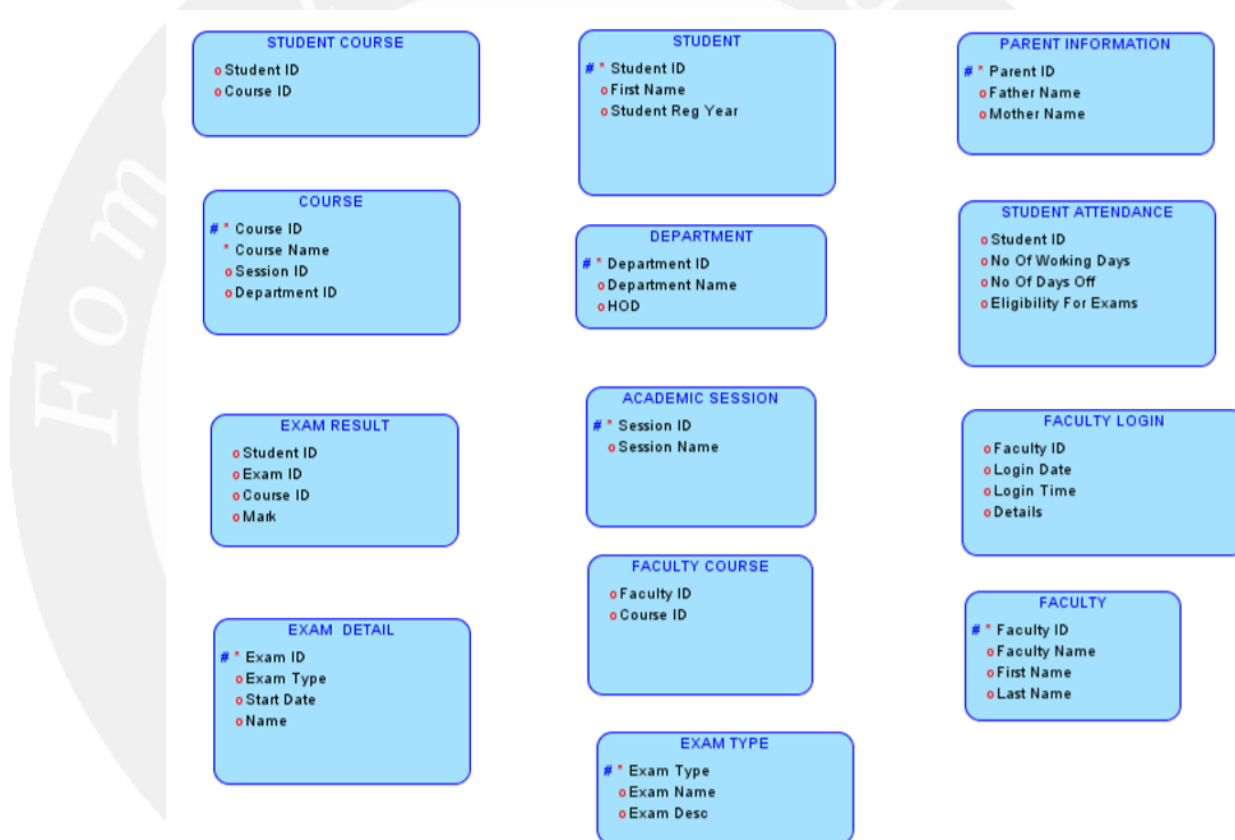 STUDENT COURSE
o Student ID
o Course ID
STUDENT
# * Student ID
o First Name
o Student Reg Year
PARENT INFORMATION
# * Parent ID
o Father Name
o Mother Name
COURSE
# * Course ID
* Course Name
o Session ID
o Department ID
DEPARTMENT
# * Department ID
o Department Name
o HOD
STUDENT ATTENDANCE
o Student ID
o No Of Working Days
o No Of Days Off
o Eligibility For Exams
EXAM RESULT
o Student ID
o Exam ID
o Course ID
o Mark
ACADEMIC SESSION
# * Session ID
o Session Name
FACULTY LOGIN
o Faculty ID
o Login Date
o Login Time
o Details
FACULTY COURSE
o Faculty ID
o Course ID
FACULTY
# * Faculty ID
o Faculty Name
o First Name
o Last Name
EXAM DETAIL
# * Exam ID
o Exam Type
o Start Date
o Name
EXAM TYPE
# * Exam Type
o Exam Name
o Exam Desc